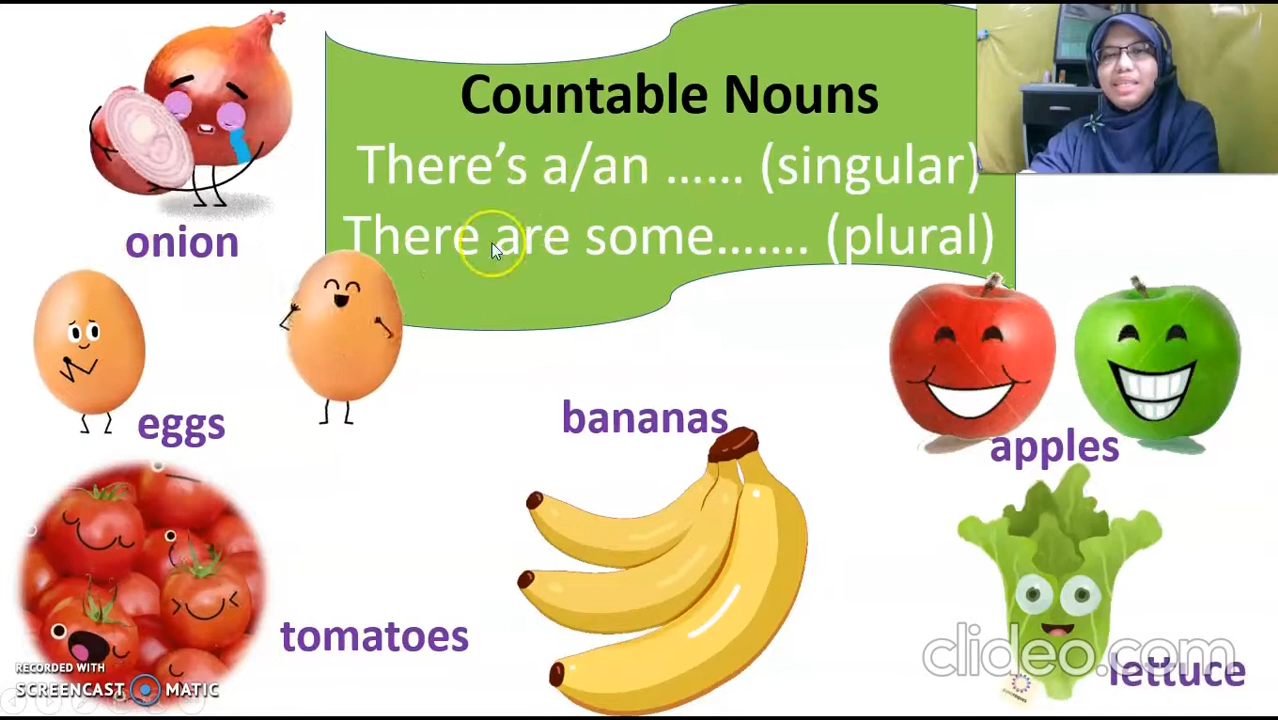 Countable Nouns
There's a/an …… (singular)
There are some……. (plural)
onion
eggs
bananas
apples
tomatoes
lettuce
clideo.com
RECORDED WITH
SCREENCAST MATIC